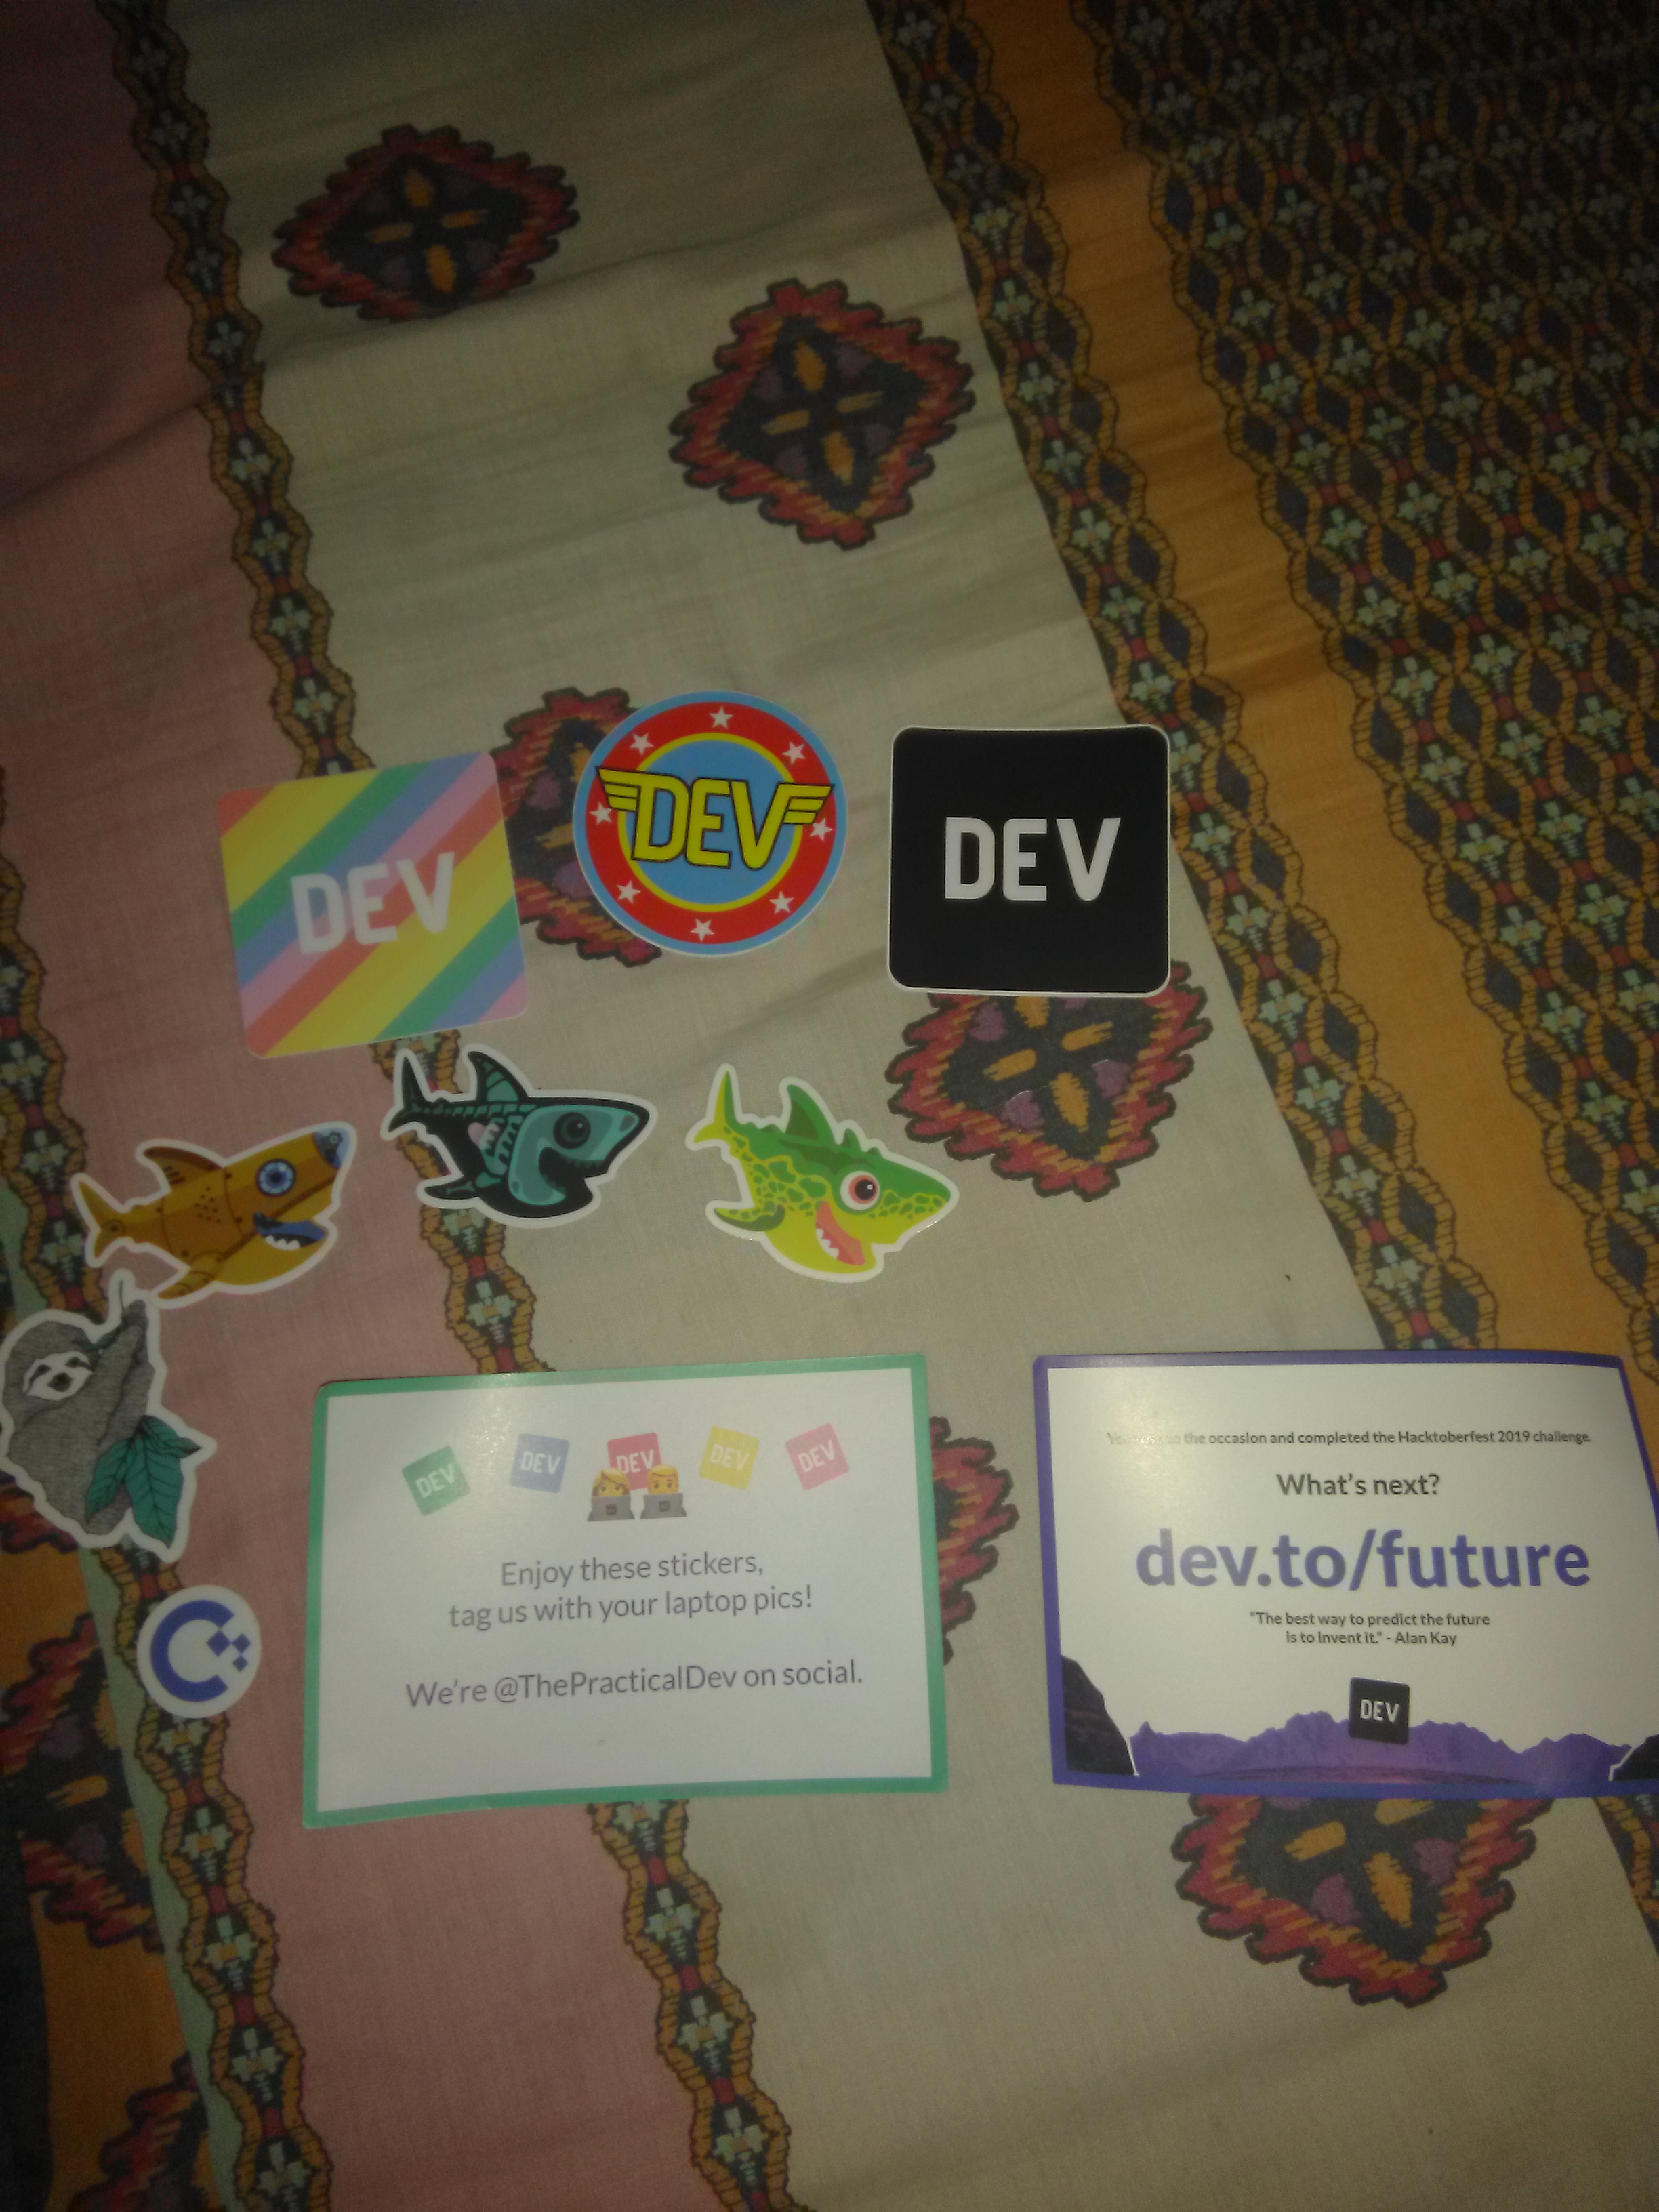 DEV
DEV
DEV
DEV DEV DEV DEV DEV
Enjoy these stickers,
tag us with your laptop pics!
We're @ThePracticalDev on social.
the occasion and completed the Hacktoberfest 2019 challenge.
What's next?
dev.to/future
"The best way to predict the future
is to invent it." - Alan Kay
DEV